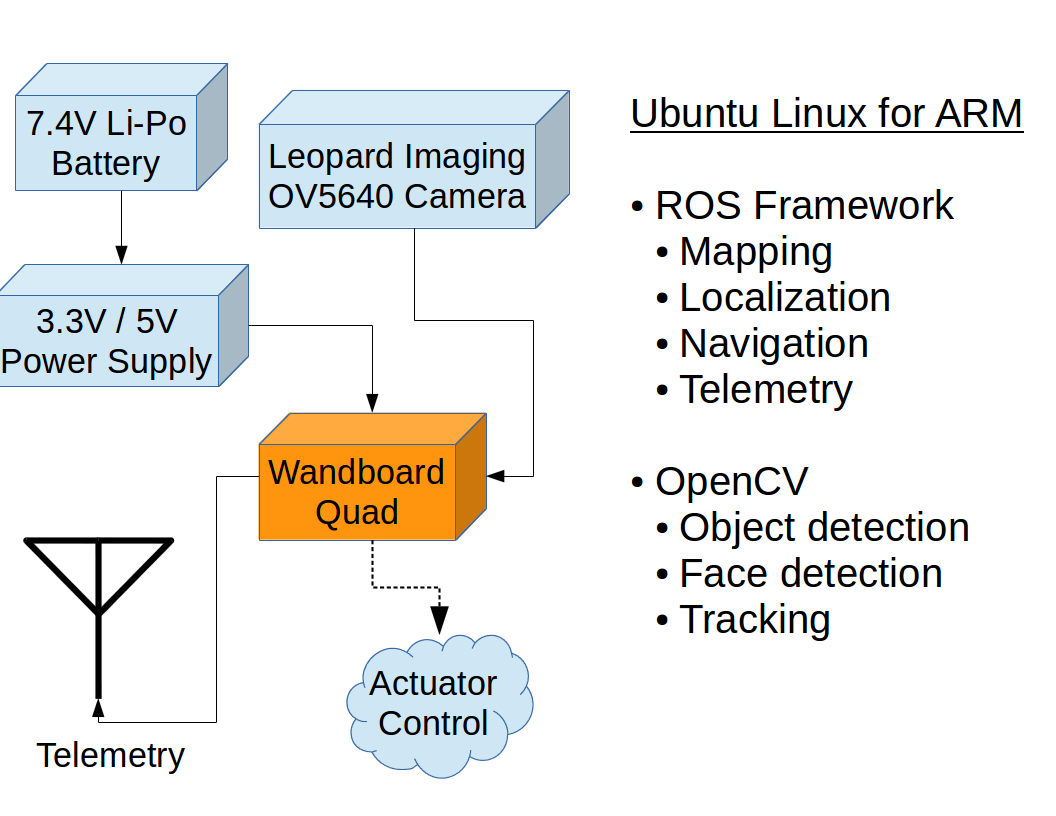 7.4V Li-Po
Battery
Leopard Imaging
OV5640 Camera
3.3V / 5V
Power Supply
Wandboard
Quad
Actuator
Control
Telemetry
Ubuntu Linux for ARM
• ROS Framework
• Mapping
• Localization
• Navigation
• Telemetry
• OpenCV
• Object detection
• Face detection
• Tracking